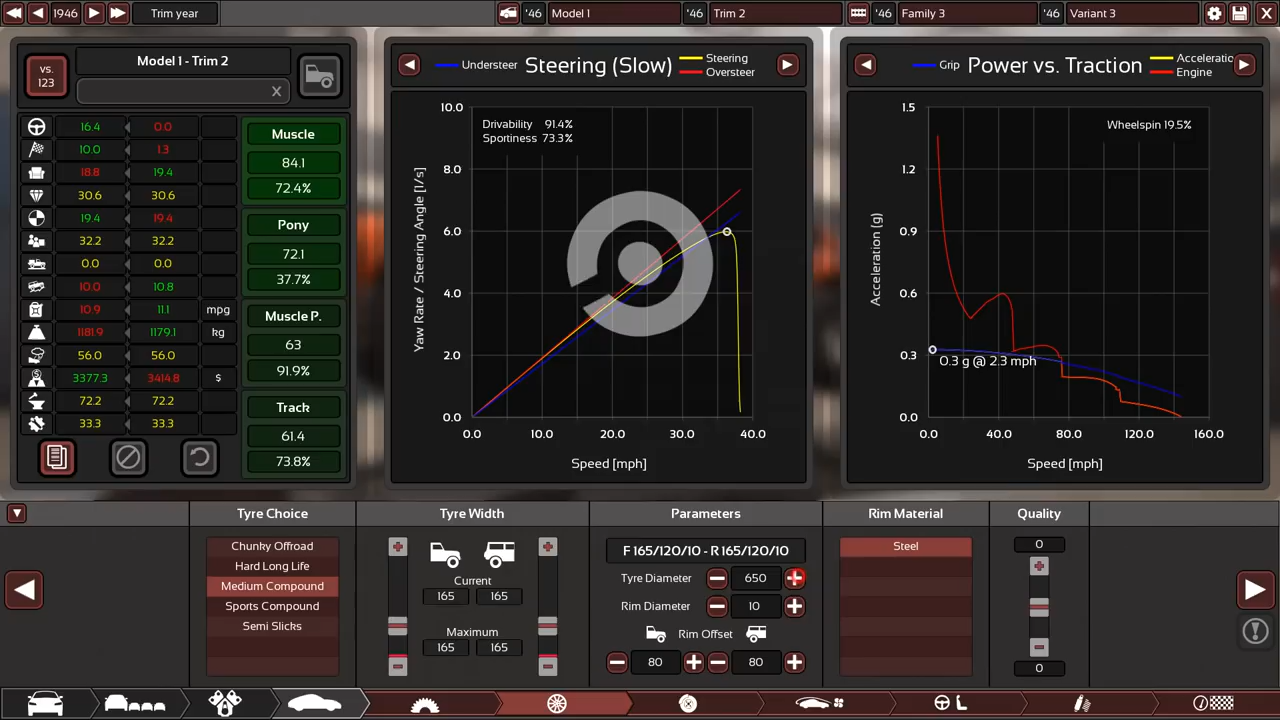 1946
Trim year
'46
Model 1
'46
Trim 2
'46
Family 3
'46
Variant 3
vs.
123
Model 1 - Trim 2
X
16.4
0.0
10.0
1.3
18.8
19.4
30.6
30.6
19.4
19.4
32.2
32.2
0.0
0.0
10.0
10.8
10.9
11.1
mpg
1181.9
1179.1
kg
56.0
56.0
3377.3
3414.8
$
72.2
72.2
33.3
33.3
Muscle
84.1
72.4%
Pony
72.1
37.7%
Muscle P.
63
91.9%
Track
61.4
73.8%
Understeer
Steering (Slow)
Steering
Oversteer
Drivability 91.4%
Sportiness 73.3%
Yaw Rate / Steering Angle [1/s]
10.0
8.0
6.0
4.0
2.0
0.0
0.0
10.0
20.0
30.0
40.0
Speed [mph]
Grip
Power vs. Traction
Acceleratio
Engine
Wheelspin 19.5%
Acceleration (g)
1.5
1.2
0.9
0.6
0.3
0.0
0.3 g @ 2.3 mph
0.0
40.0
80.0
120.0
160.0
Speed [mph]
Tyre Choice
Chunky Offroad
Hard Long Life
Medium Compound
Sports Compound
Semi Slicks
Tyre Width
Current
165
165
Maximum
165
165
Parameters
F 165/120/10 - R 165/120/10
Tyre Diameter
650
Rim Diameter
10
Rim Offset
80
80
Rim Material
Steel
Quality
0
0